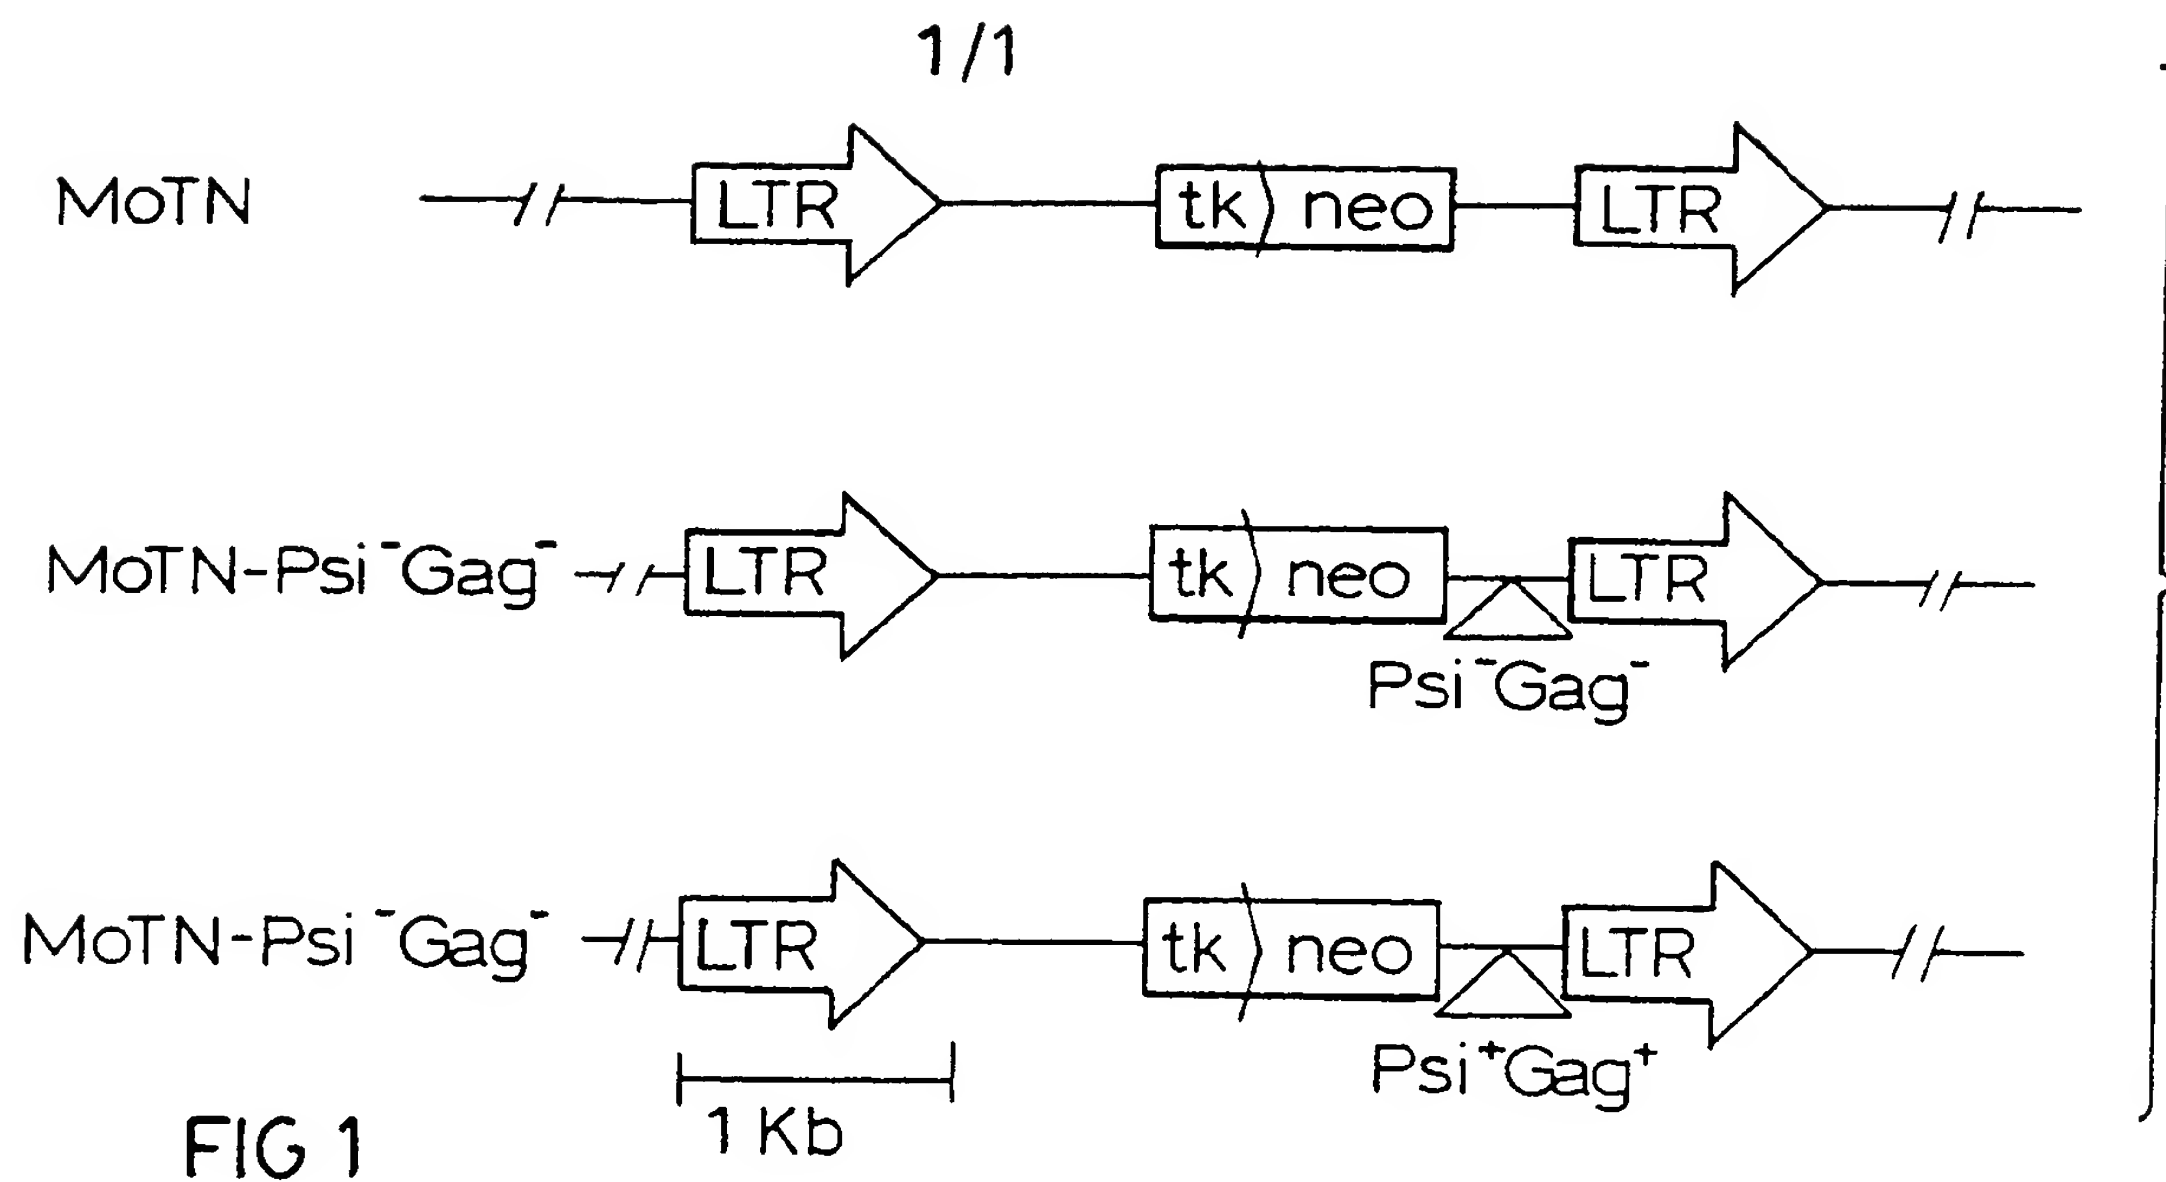 1/1
MoTN LTR tk neo LTR
MoTN-Psi⁻Gag⁻ LTR tk neo LTR
Psi⁻Gag⁻
MoTN-Psi⁻Gag⁻ LTR tk neo LTR
Psi⁺Gag⁺
1 Kb
FIG 1